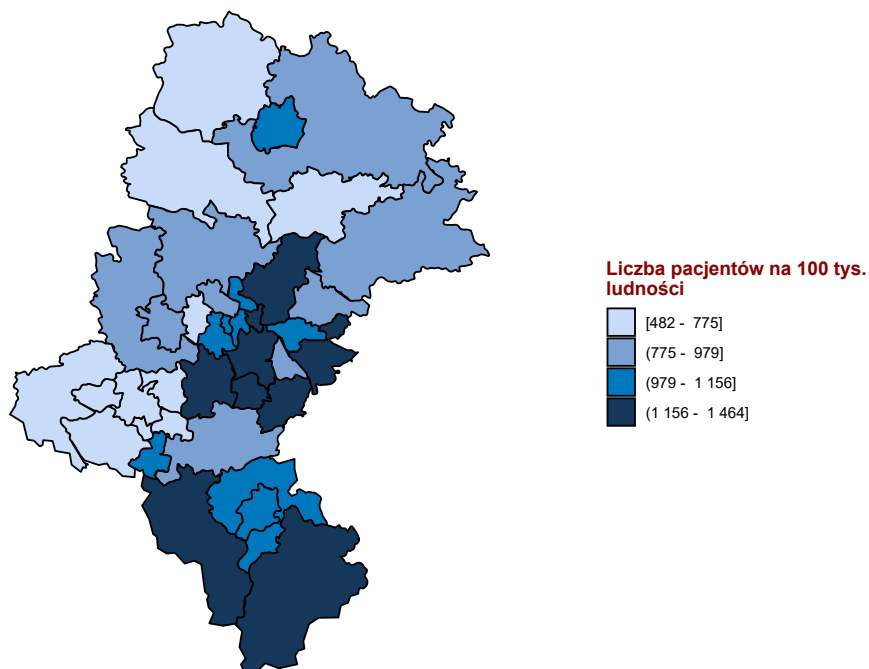 Liczba pacjentów na 100 tys.
ludności
[482 - 775]
(775 - 979]
(979 - 1 156]
(1 156 - 1 464]